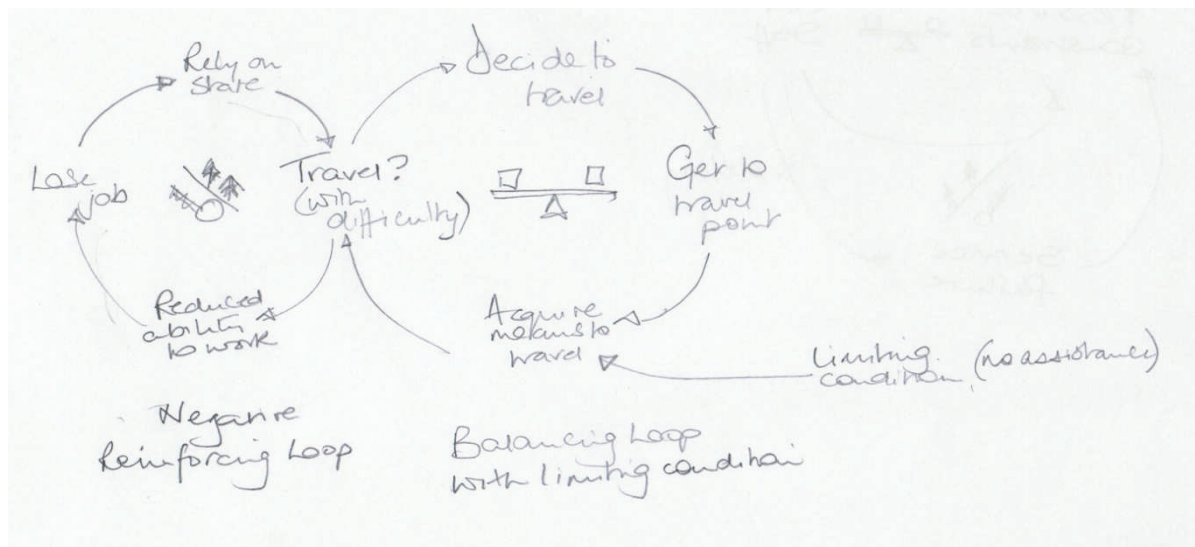 Rely on
state
Decide to
travel
Lose
job
Travel?
(with
difficulty)
Get to
travel
point
Reduced
ability
to work
Acquire
means to
travel
Limiting
condition, (no assistance)
Negative
Reinforcing Loop
Balancing Loop
with limiting condition